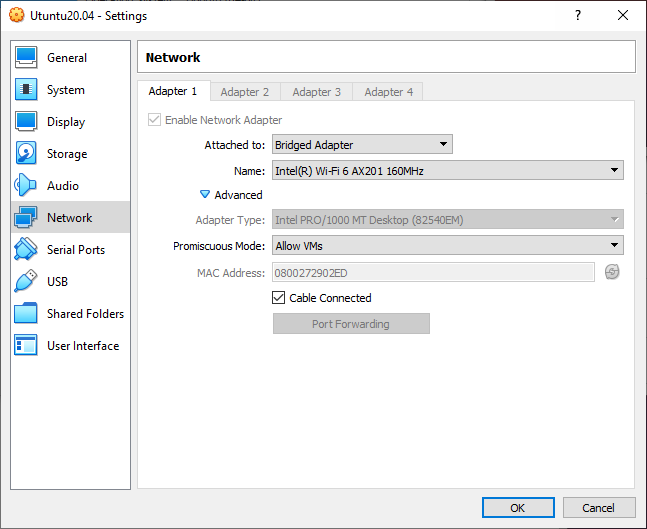 Utuntu20.04 - Settings
?
General
System
Display
Storage
Audio
Network
Serial Ports
USB
Shared Folders
User Interface
Network
Adapter 1 Adapter 2 Adapter 3 Adapter 4
Enable Network Adapter
Attached to: Bridged Adapter
Name: Intel(R) Wi-Fi 6 AX201 160MHz
Advanced
Adapter Type: Intel PRO/1000 MT Desktop (82540EM)
Promiscuous Mode: Allow VMs
MAC Address: 0800272902ED
Cable Connected
Port Forwarding
OK Cancel